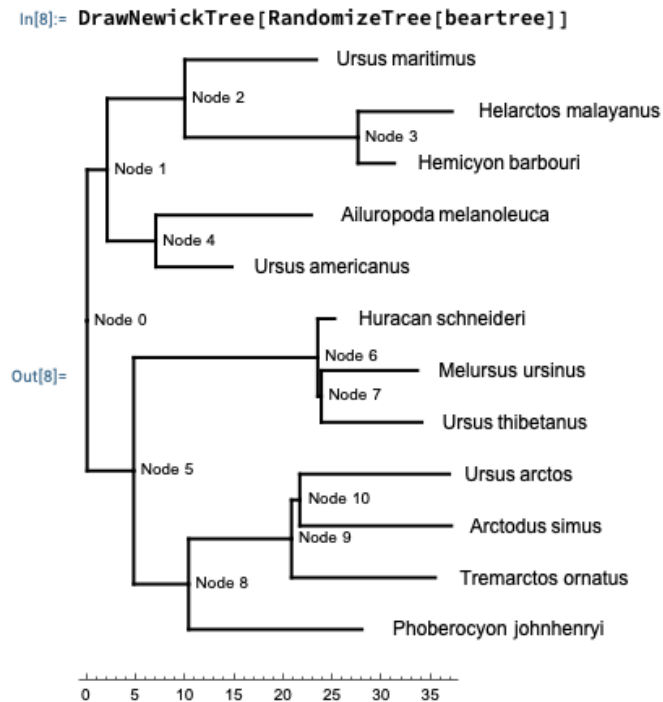 In[8]:= DrawNewickTree[RandomizeTree[beartree]]
Ursus maritimus
Node 2
Helarctos malayanus
Node 3
Hemicyon barbouri
Node 1
Ailuropoda melanoleuca
Node 4
Ursus americanus
Node 0
Huracan schneideri
Node 6
Out[8]=
Melursus ursinus
Node 7
Ursus thibetanus
Node 5
Ursus arctos
Node 10
Arctodus simus
Node 9
Tremarctos ornatus
Node 8
Phoberocyon johnhenryi
0 5 10 15 20 25 30 35